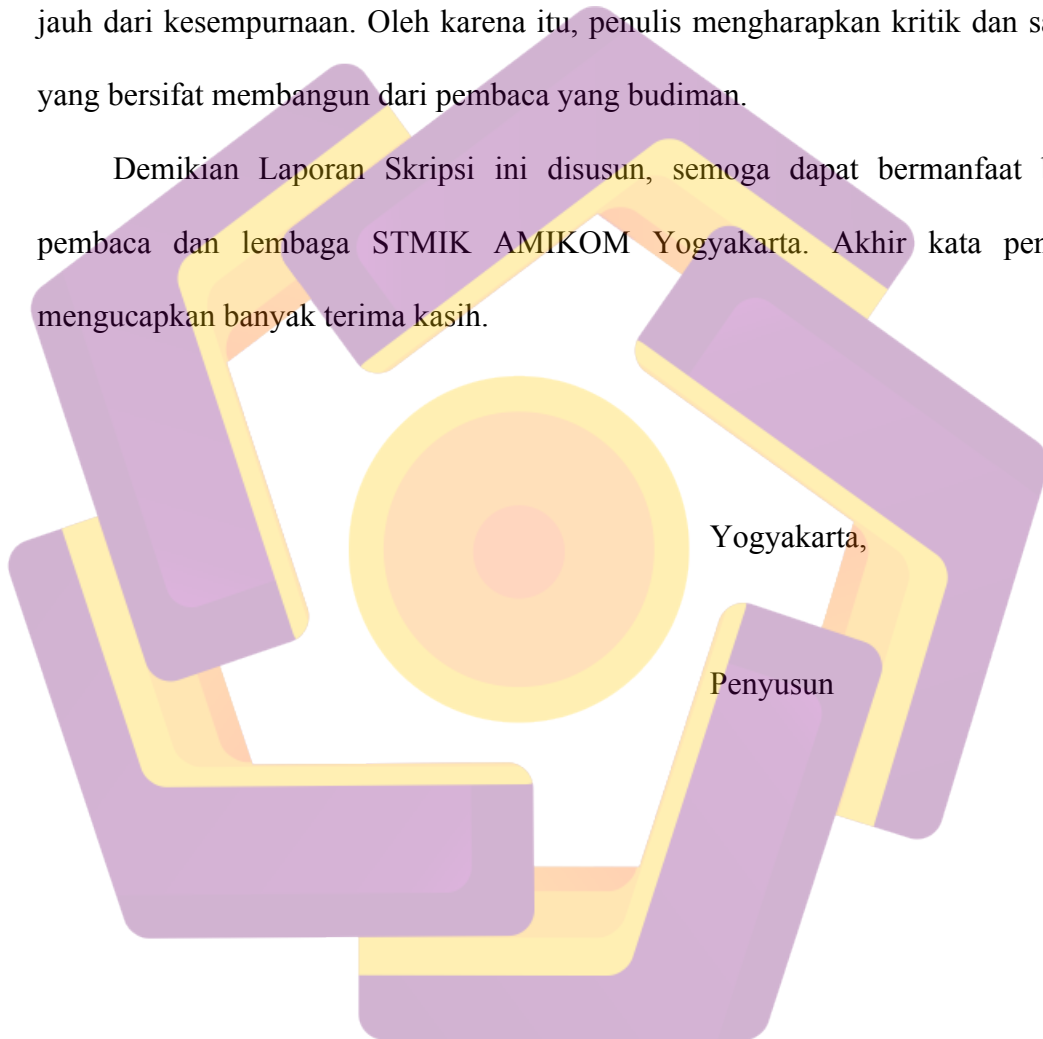 jauh dari kesempurnaan. Oleh karena itu, penulis mengharapkan kritik dan
yang bersifat membangun dari pembaca yang budiman.
Demikian Laporan Skripsi ini disusun, semoga dapat bermanfaat
pembaca dan lembaga STMIK AMIKOM Yogyakarta. Akhir kata
mengucapkan banyak terima kasih.
Yogyakarta,
Penyusun